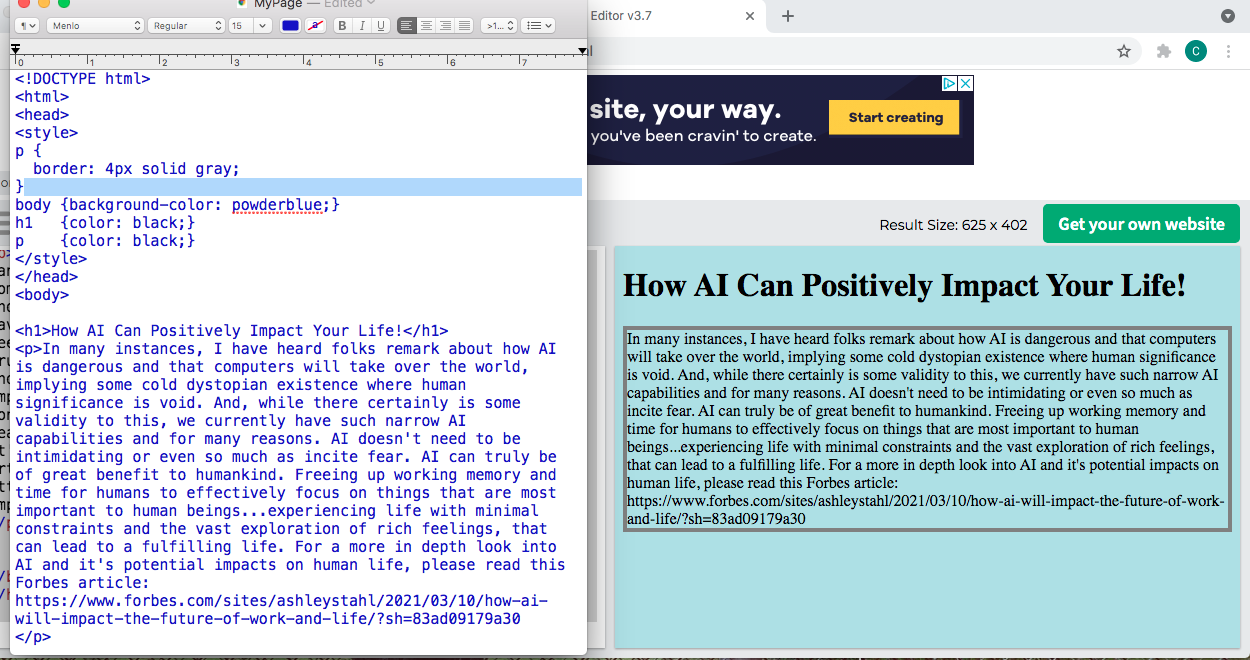 MyPage — Edited
Menlo
Regular
15
a
B
I
U
>1...
0
1
2
3
4
5
6
7
<!DOCTYPE html>
<html>
<head>
<style>
p {
border: 4px solid gray;
}
body {background-color: powderblue;}
h1 {color: black;}
p {color: black;}
</style>
</head>
<body>
<h1>How AI Can Positively Impact Your Life!</h1>
<p>In many instances, I have heard folks remark about how AI
is dangerous and that computers will take over the world,
implying some cold dystopian existence where human
significance is void. And, while there certainly is some
validity to this, we currently have such narrow AI
capabilities and for many reasons. AI doesn't need to be
intimidating or even so much as incite fear. AI can truly be
of great benefit to humankind. Freeing up working memory and
time for humans to effectively focus on things that are most
important to human beings...experiencing life with minimal
constraints and the vast exploration of rich feelings, that
can lead to a fulfilling life. For a more in depth look into
AI and it's potential impacts on human life, please read this
Forbes article:
https://www.forbes.com/sites/ashleystahl/2021/03/10/how-ai-
will-impact-the-future-of-work-and-life/?sh=83ad09179a30
</p>
Editor v3.7
C
site, your way.
you've been cravin' to create.
Start creating
Result Size: 625 x 402
Get your own website
How AI Can Positively Impact Your Life!
In many instances, I have heard folks remark about how AI is dangerous and that computers
will take over the world, implying some cold dystopian existence where human significance
is void. And, while there certainly is some validity to this, we currently have such narrow AI
capabilities and for many reasons. AI doesn't need to be intimidating or even so much as
incite fear. AI can truly be of great benefit to humankind. Freeing up working memory and
time for humans to effectively focus on things that are most important to human
beings...experiencing life with minimal constraints and the vast exploration of rich feelings,
that can lead to a fulfilling life. For a more in depth look into AI and it's potential impacts on
human life, please read this Forbes article:
https://www.forbes.com/sites/ashleystahl/2021/03/10/how-ai-will-impact-the-future-of-work-
and-life/?sh=83ad09179a30